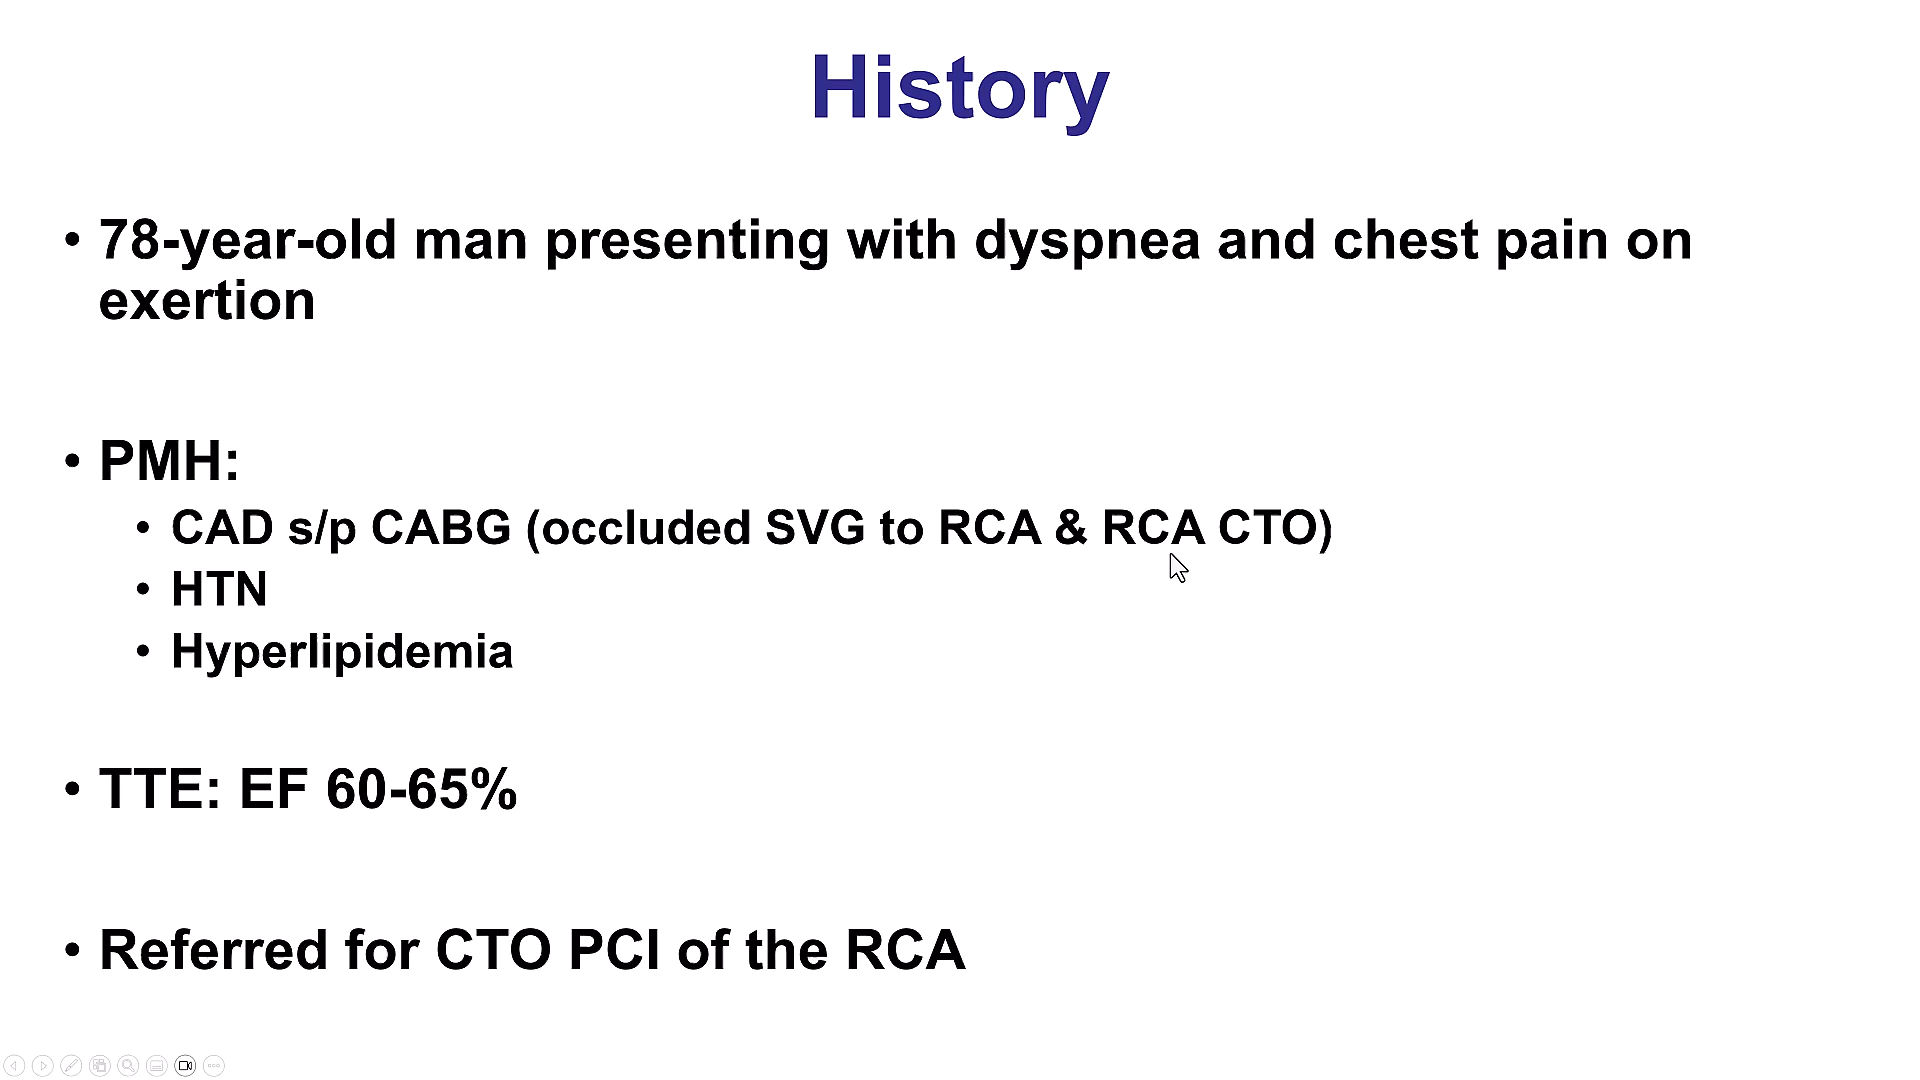 History
• 78-year-old man presenting with dyspnea and chest pain on
exertion
• PMH:
• CAD s/p CABG (occluded SVG to RCA & RCA CTO)
• HTN
• Hyperlipidemia
• TTE: EF 60-65%
• Referred for CTO PCI of the RCA